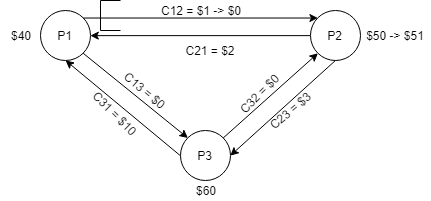 C12 = $1 -> $0
$40
P1
P2
$50 -> $51
C21 = $2
C13 = $0
C32 = $0
C31 = $10
C23 = $3
P3
$60